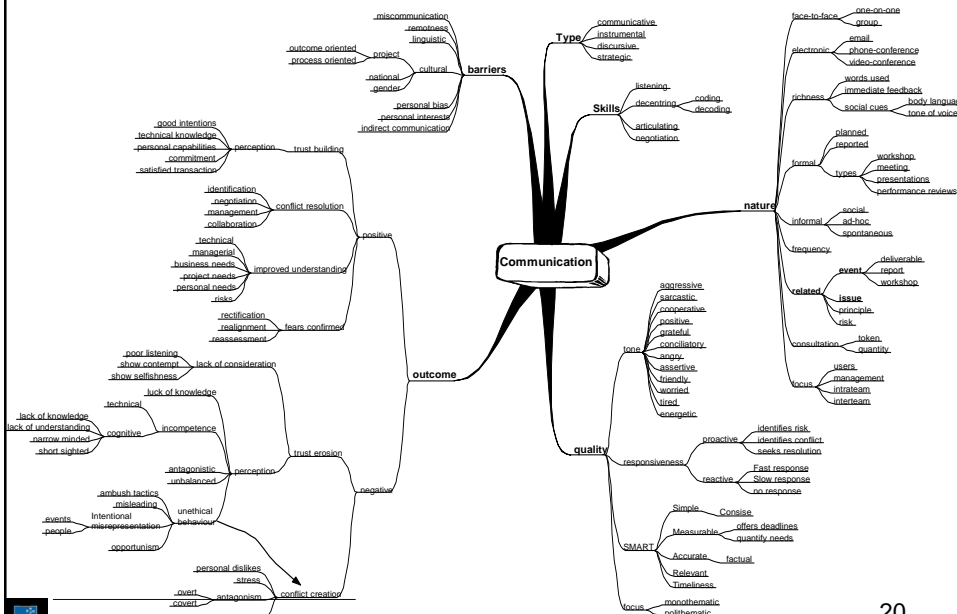 Communication
Type
communicative
instrumental
discursive
strategic
Skills
listening
decentring
coding
decoding
articulating
negotiation
nature
face-to-face
one-on-one
group
electronic
email
phone-conference
video-conference
richness
words used
immediate feedback
social cues
body langua
tone of voice
formal
planned
reported
types
workshop
meeting
presentations
performance reviews
informal
social
ad-hoc
spontaneous
frequency
related
event
deliverable
report
workshop
issue
principle
risk
consultation
token
quantity
focus
users
management
intrateam
interteam
quality
tone
aggressive
sarcastic
cooperative
positive
grateful
conciliatory
angry
assertive
friendly
worried
tired
energetic
responsiveness
proactive
identifies risk
identifies conflict
seeks resolution
reactive
Fast response
Slow response
no response
SMART
Simple
Consise
Measurable
offers deadlines
quantify needs
Accurate
factual
Relevant
Timeliness
focus
monothematic
polithematic
barriers
miscommunication
remoteness
linguistic
cultural
project
outcome oriented
process oriented
national
gender
personal bias
personal interests
indirect communication
outcome
positive
trust building
perception
good intentions
technical knowledge
personal capabilities
commitment
satisfied transaction
conflict resolution
identification
negotiation
management
collaboration
improved understanding
technical
managerial
business needs
project needs
personal needs
risks
fears confirmed
rectification
realignment
reassessment
negative
trust erosion
lack of consideration
poor listening
show contempt
show selfishness
perception
luck of knowledge
incompetence
technical
cognitive
lack of knowledge
lack of understanding
narrow minded
short sighted
antagonistic
unbalanced
unethical
behaviour
ambush tactics
misleading
Intentional
misrepresentation
events
people
opportunism
conflict creation
personal dislikes
stress
antagonism
overt
covert
20